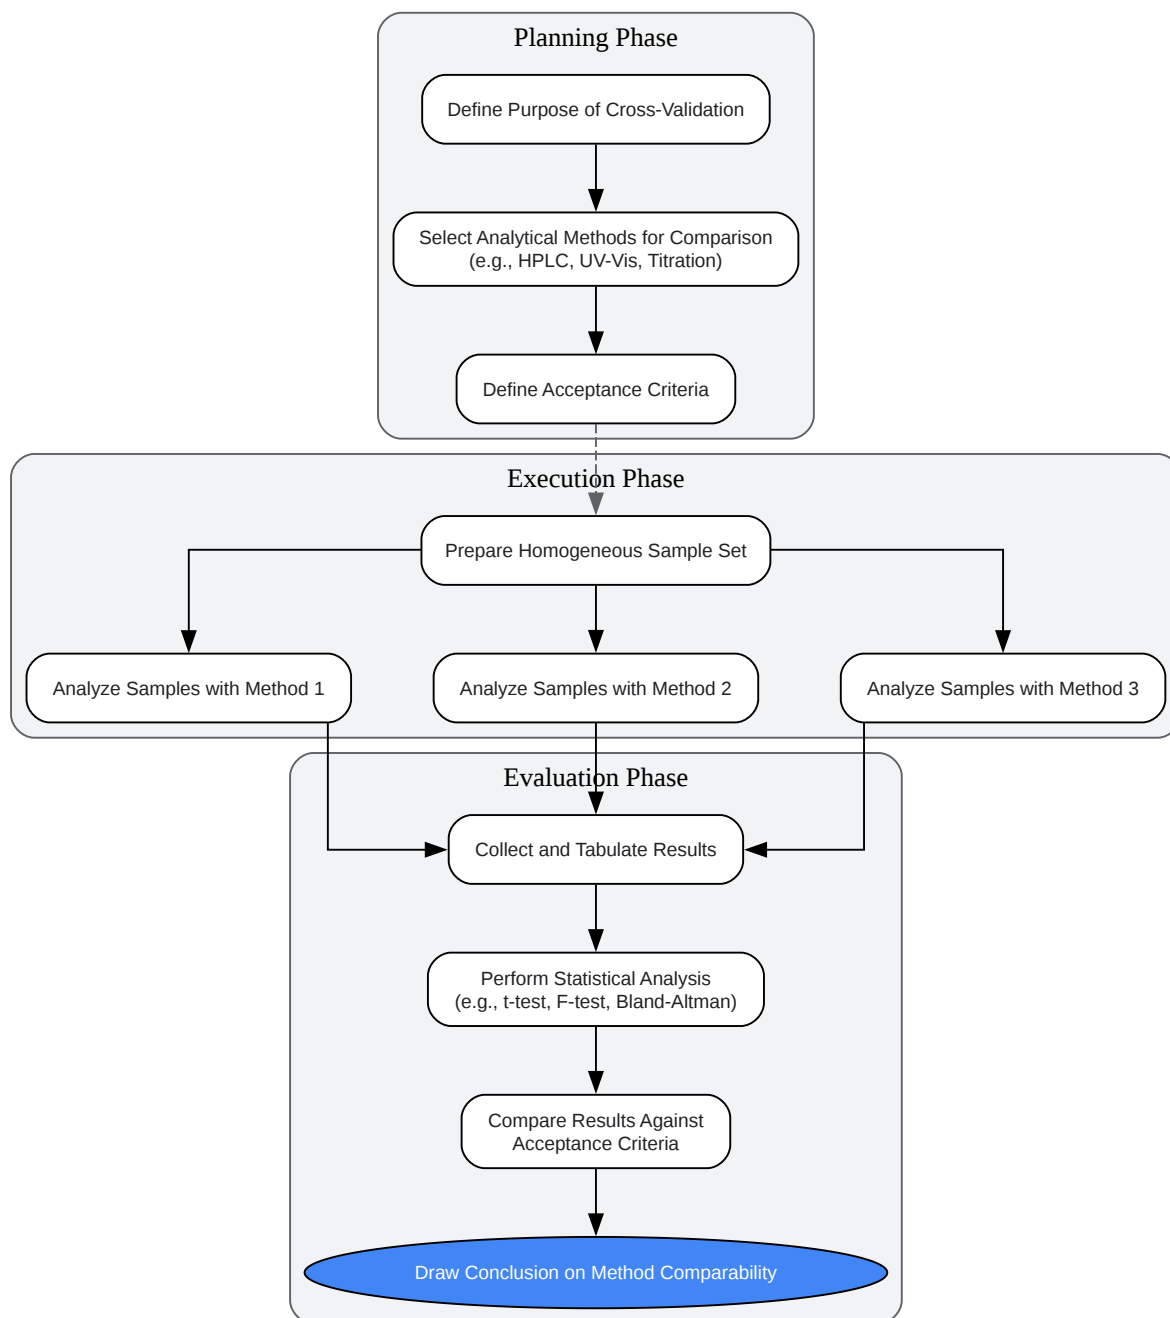 Planning Phase
Define Purpose of Cross-Validation
Select Analytical Methods for Comparison
(e.g., HPLC, UV-Vis, Titration)
Define Acceptance Criteria
Execution Phase
Prepare Homogeneous Sample Set
Analyze Samples with Method 1
Analyze Samples with Method 2
Analyze Samples with Method 3
Evaluation Phase
Collect and Tabulate Results
Perform Statistical Analysis
(e.g., t-test, F-test, Bland-Altman)
Compare Results Against
Acceptance Criteria
Draw Conclusion on Method Comparability